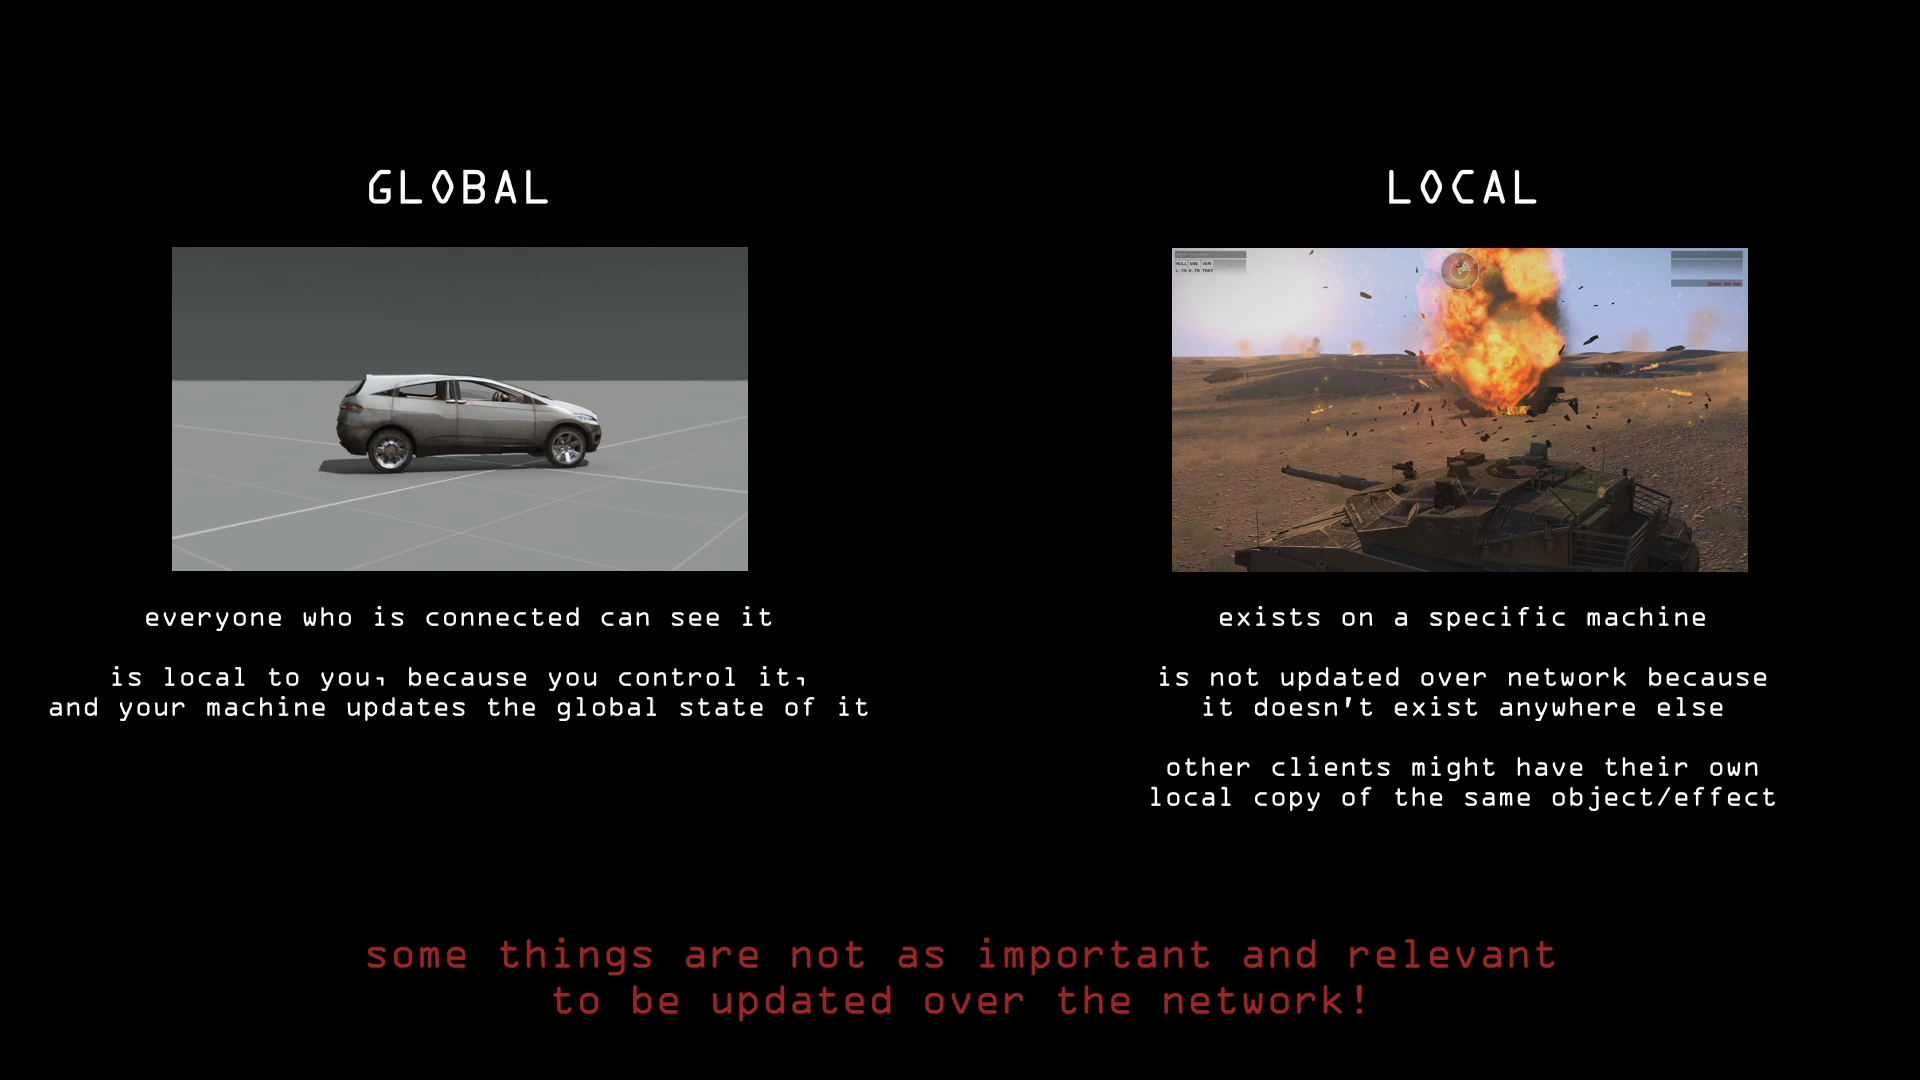 GLOBAL
everyone who is connected can see it
is local to you, because you control it,
and your machine updates the global state of it
LOCAL
exists on a specific machine
is not updated over network because
it doesn't exist anywhere else
other clients might have their own
local copy of the same object/effect
some things are not as important and relevant
to be updated over the network!